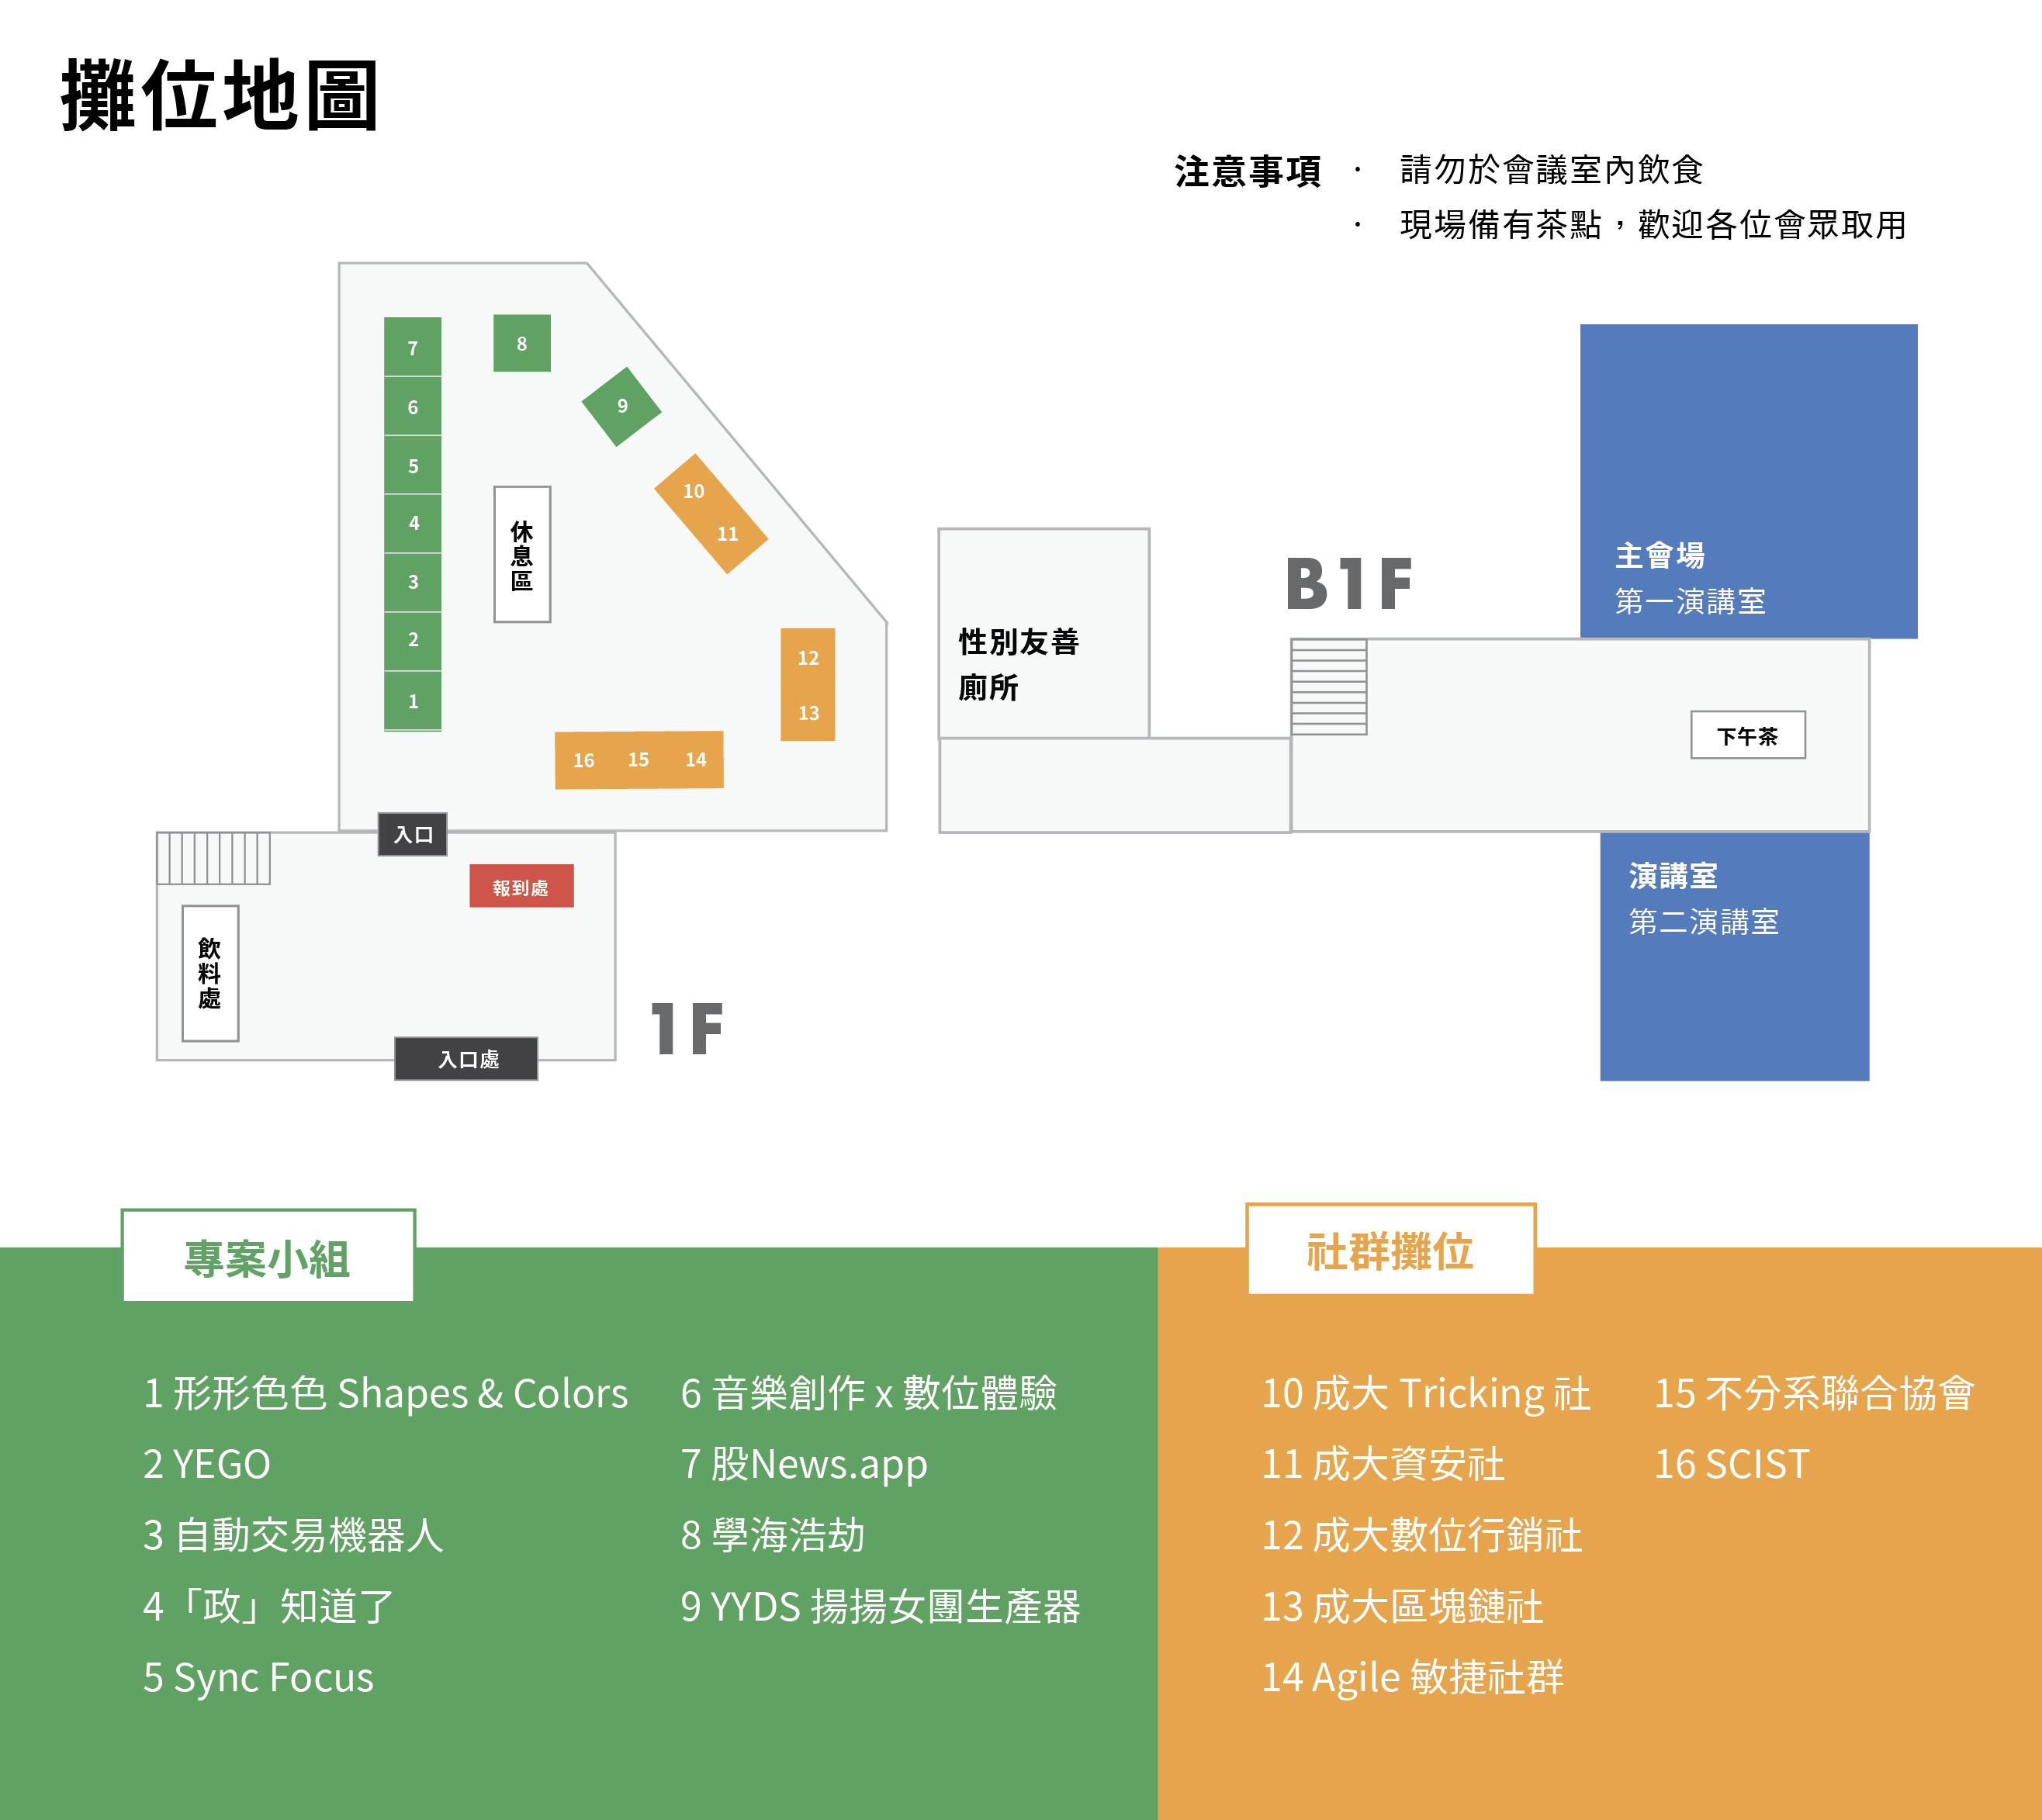 攤位地圖
注意事項
· 請勿於會議室內飲食
· 現場備有茶點，歡迎各位會眾取用
7
8
6
9
5
10
11
4
休息區
3
2
12
1
13
16 15 14
入口
報到處
飲料處
入口處
1F
性別友善
廁所
B1F
主會場
第一演講室
下午茶
演講室
第二演講室
專案小組
1 形形色色 Shapes & Colors
2 YEGO
3 自動交易機器人
4「政」知道了
5 Sync Focus
6 音樂創作 x 數位體驗
7 股News.app
8 學海浩劫
9 YYDS 揚揚女團生產器
社群攤位
10 成大 Tricking 社
11 成大資安社
12 成大數位行銷社
13 成大區塊鏈社
14 Agile 敏捷社群
15 不分系聯合協會
16 SCIST